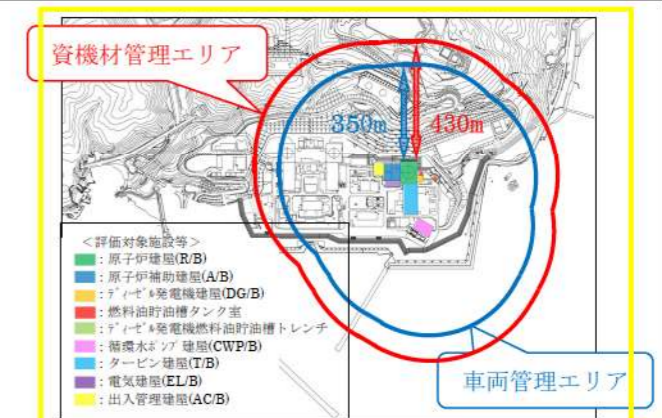 資機材管理エリア
350m
430m
<評価対象施設等>
：原子炉建屋(R/B)
：原子炉補助建屋(A/B)
：ﾃﾞｨｰｾﾞﾙ発電機建屋(DG/B)
：燃料油貯油槽タンク室
：ﾃﾞｨｰｾﾞﾙ発電機燃料油貯油槽トレンチ
：循環水ﾎﾟﾝﾌﾟ建屋(CWP/B)
：タービン建屋(T/B)
：電気建屋(EL/B)
：出入管理建屋(AC/B)
車両管理エリア